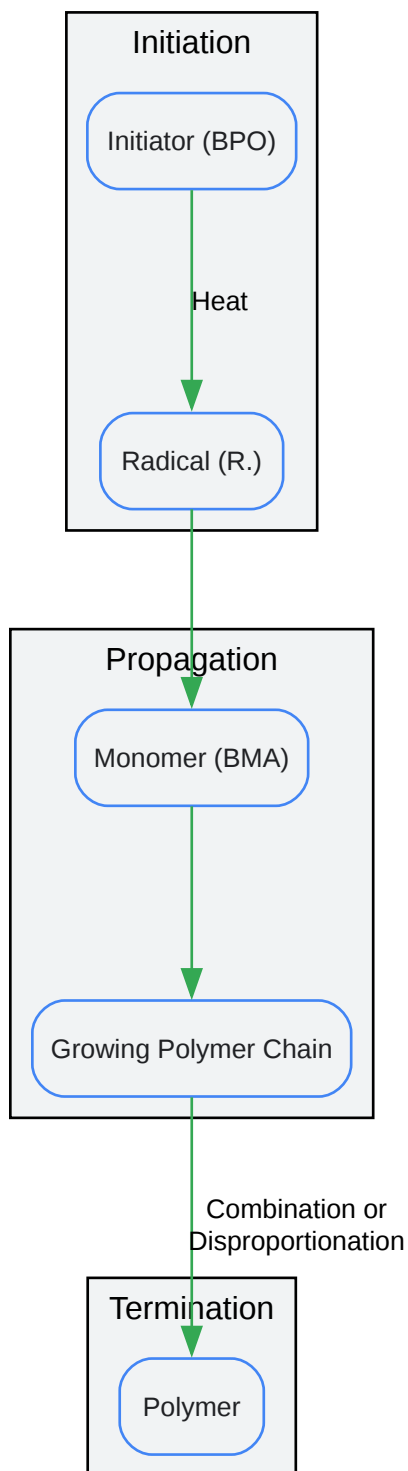 Initiation
Initiator (BPO)
Heat
Radical (R.)
Propagation
Monomer (BMA)
Growing Polymer Chain
Combination or
Disproportionation
Termination
Polymer